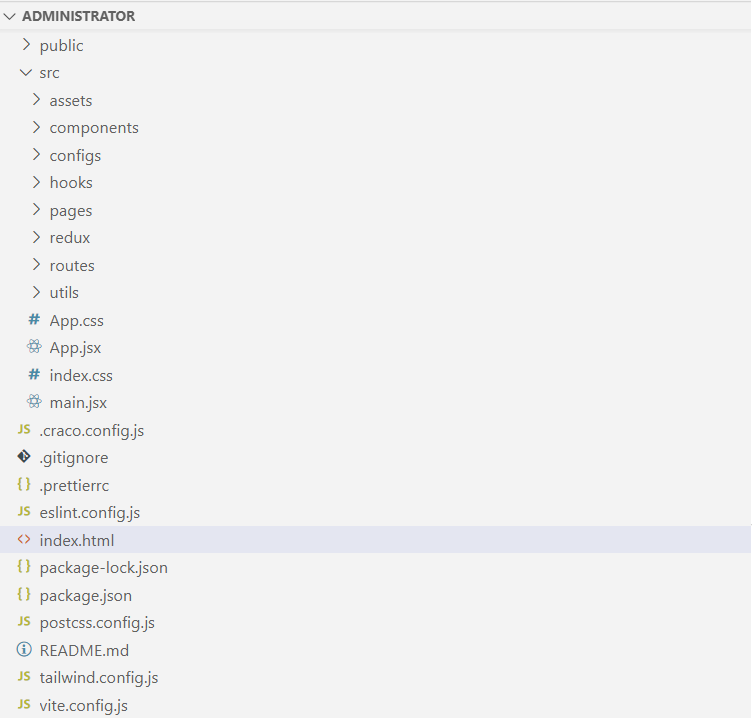 ADMINISTRATOR
public
src
assets
components
configs
hooks
pages
redux
routes
utils
# App.css
App.jsx
# index.css
main.jsx
JS .craco.config.js
.gitignore
{} .prettierrc
JS eslint.config.js
<> index.html
{} package-lock.json
{} package.json
JS postcss.config.js
README.md
JS tailwind.config.js
JS vite.config.js